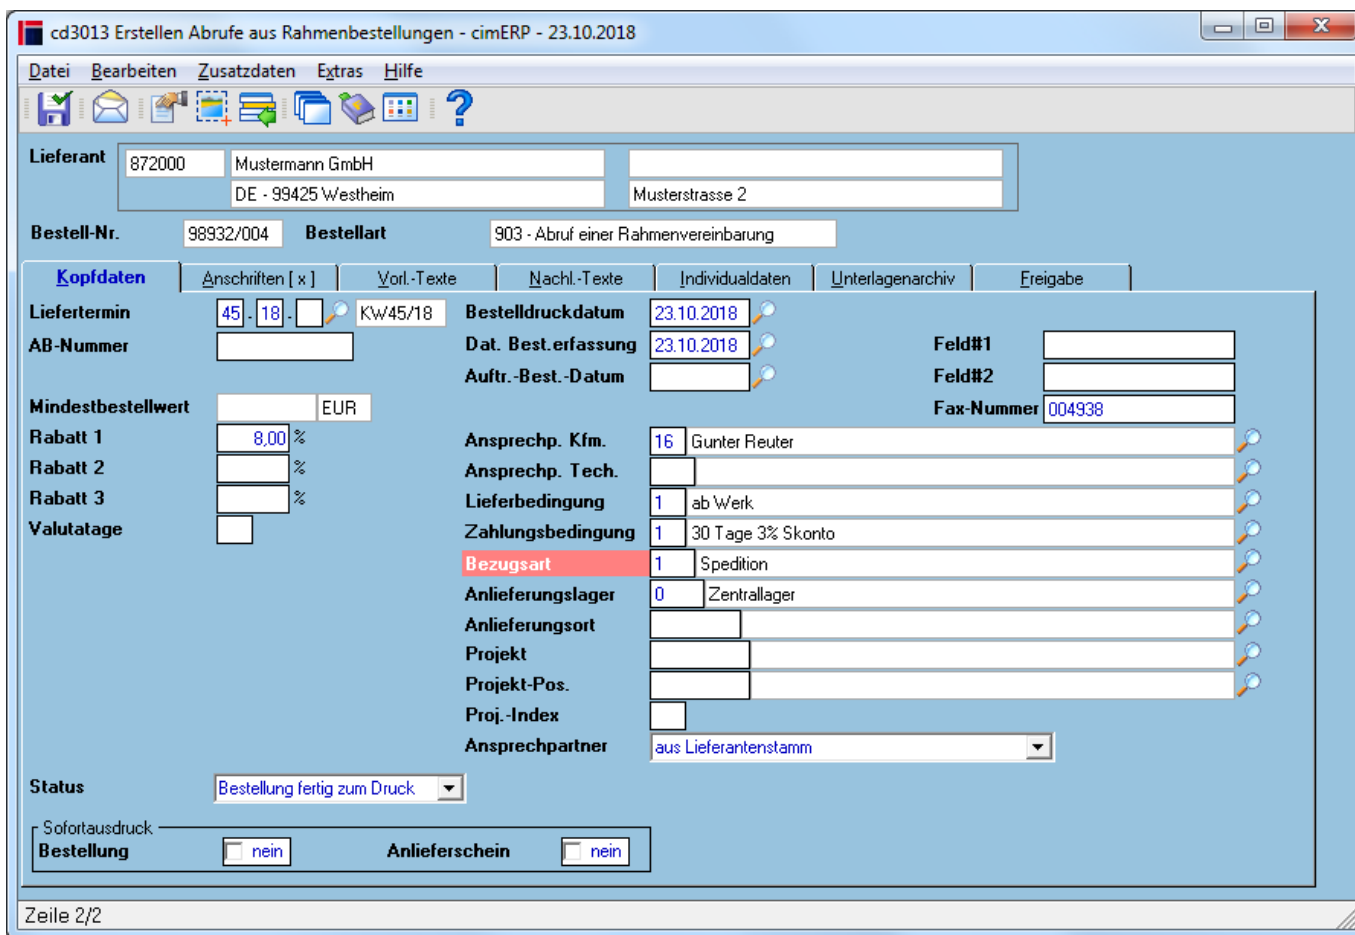 cd3013 Erstellen Abrufe aus Rahmenbestellungen - cimERP - 23.10.2018
Datei Bearbeiten Zusatzdaten Extras Hilfe
Lieferant 872000 Mustermann GmbH
DE - 99425 Westheim Musterstrasse 2
Bestell-Nr. 98932/004 Bestellart 903 - Abruf einer Rahmenvereinbarung
Kopfdaten Anschriften [ x ] Vorl.-Texte Nachl.-Texte Individualdaten Unterlagenarchiv Freigabe
Liefertermin 45 . 18 . KW45/18 Bestelldruckdatum 23.10.2018
AB-Nummer Dat. Best.erfassung 23.10.2018 Feld#1
Auftr.-Best.-Datum Feld#2
Mindestbestellwert EUR Fax-Nummer 004938
Rabatt 1 8,00 % Ansprechp. Kfm. 16 Gunter Reuter
Rabatt 2 % Ansprechp. Tech.
Rabatt 3 % Lieferbedingung 1 ab Werk
Valutatage Zahlungsbedingung 1 30 Tage 3% Skonto
Bezugsart 1 Spedition
Anlieferungslager 0 Zentrallager
Anlieferungsort
Projekt
Projekt-Pos.
Proj.-Index
Ansprechpartner aus Lieferantenstamm
Status Bestellung fertig zum Druck
Sofortausdruck
Bestellung nein Anlieferschein nein
Zeile 2/2